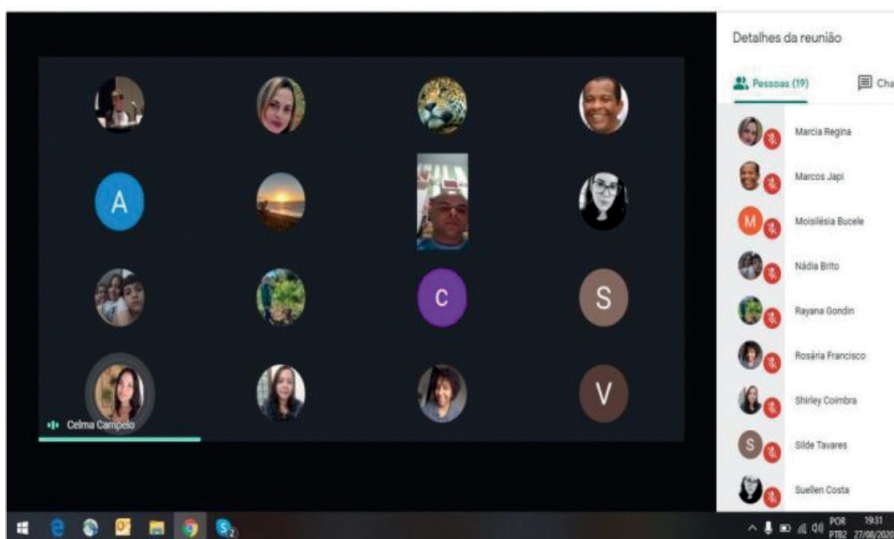 Detalhes da reunião
Pessoas (19)
Cha
Marcia Regina
Marcos Japi
M
Moisilésia Bucele
Nádia Brito
Rayana Gondin
Rosária Francisco
Shirley Coimbra
S
Silde Tavares
Suellen Costa
A
C
S
V
Celma Campelo
POR
PTB2
19:31
27/08/2020